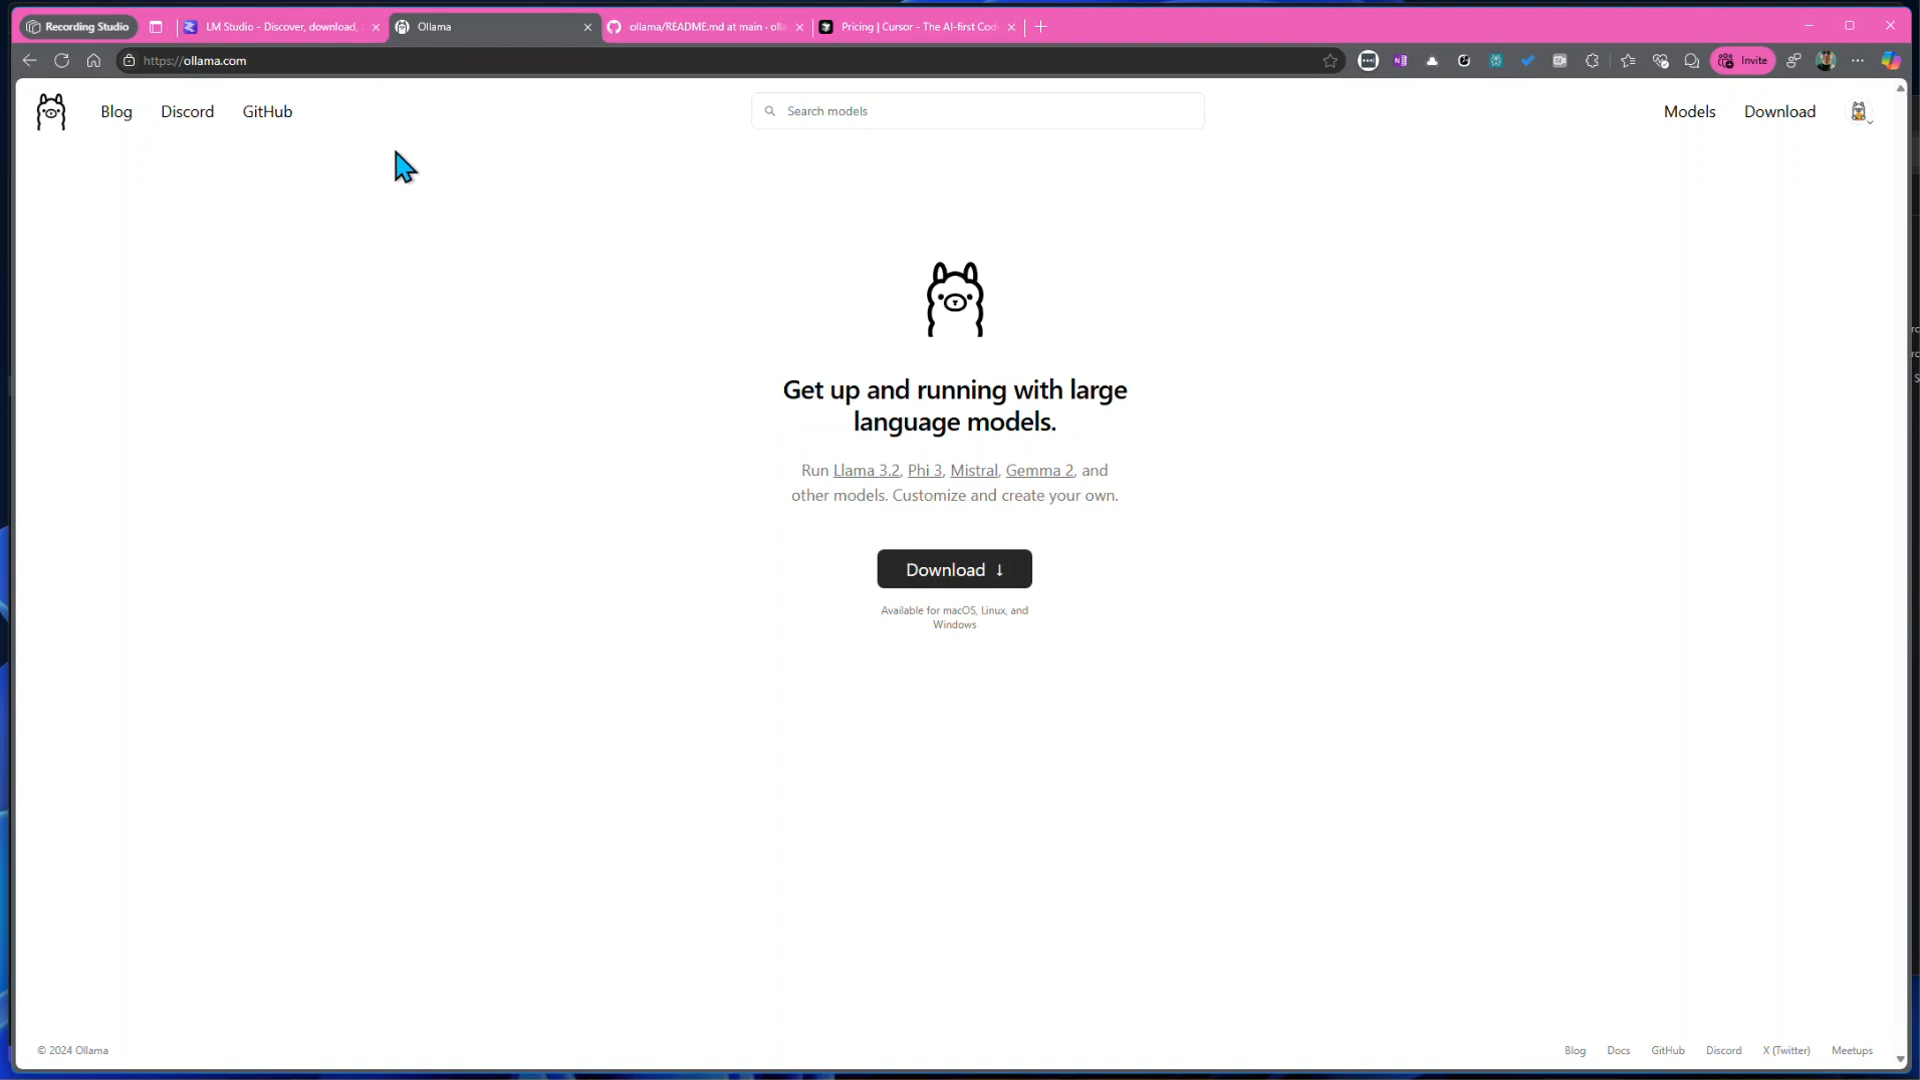 Recording Studio
LM Studio - Discover, download,
Ollama
ollama/README.md at main · oll
Pricing | Cursor - The AI-first Cod
https://ollama.com
Invite
Blog
Discord
GitHub
Search models
Models
Download
Get up and running with large
language models.
Run Llama 3.2, Phi 3, Mistral, Gemma 2, and
other models. Customize and create your own.
Download ↓
Available for macOS, Linux, and
Windows
© 2024 Ollama
Blog
Docs
GitHub
Discord
X (Twitter)
Meetups